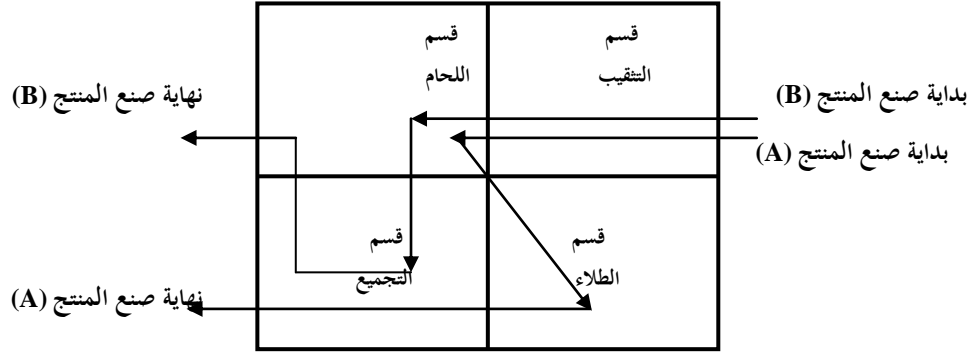 قسم
التثقيب
قسم
اللحام
بداية صنع المنتج (B)
نهاية صنع المنتج (B)
بداية صنع المنتج (A)
قسم
الطلاء
قسم
التجميع
نهاية صنع المنتج (A)